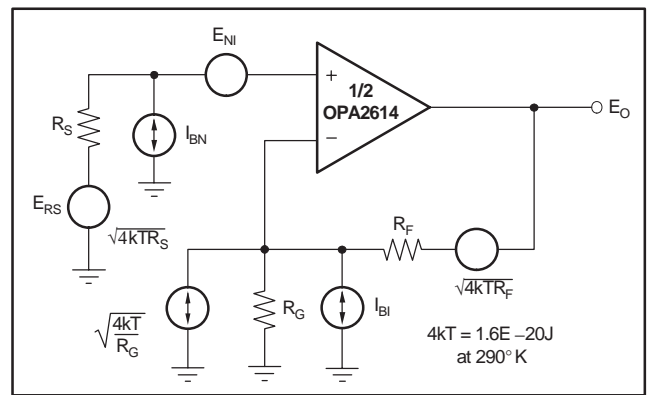 E_NI
+
1/2
OPA2614
−
E_O
R_S
I_BN
E_RS
√4kTR_S
R_F
√4kTR_F
√4kT/R_G
R_G
I_BI
4kT = 1.6E −20J
at 290° K